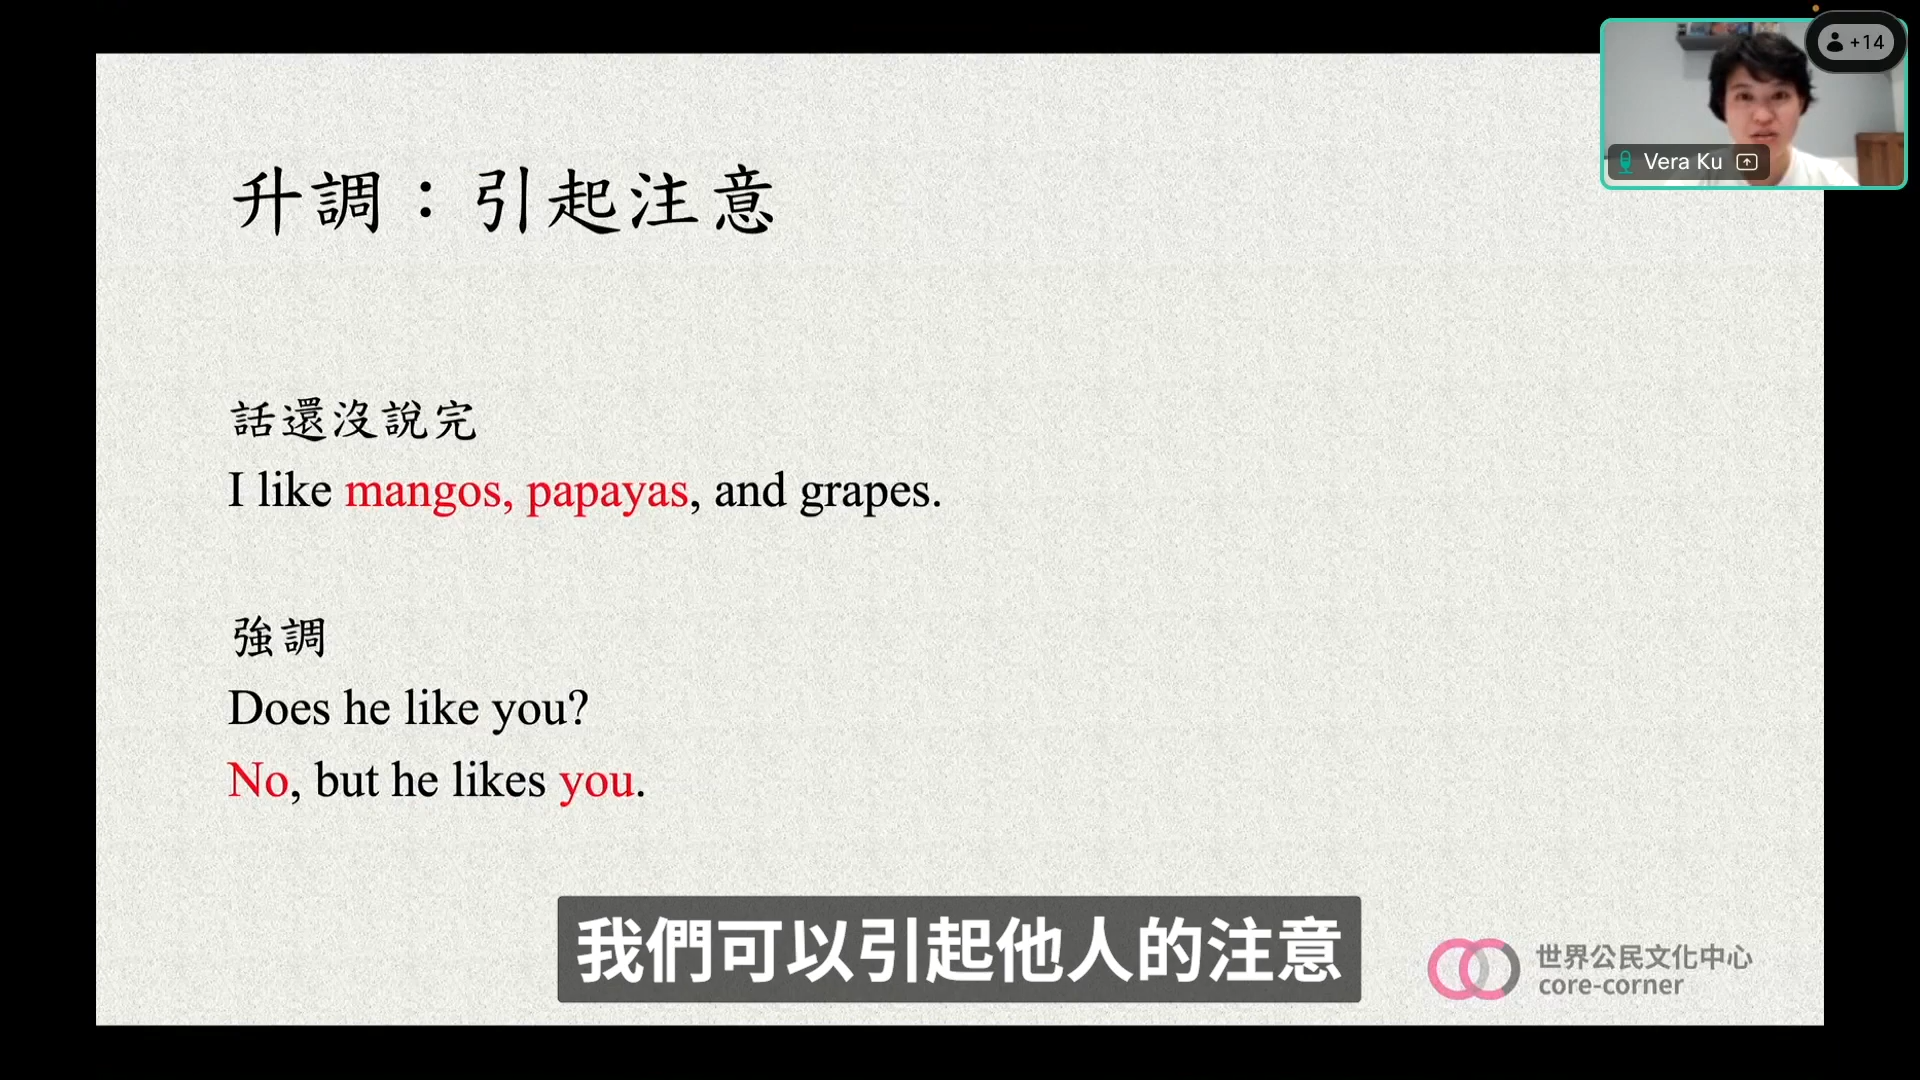 +14
Vera Ku
升調：引起注意
話還沒說完
I like mangos, papayas, and grapes.
強調
Does he like you?
No, but he likes you.
我們可以引起他人的注意
世界公民文化中心
core-corner